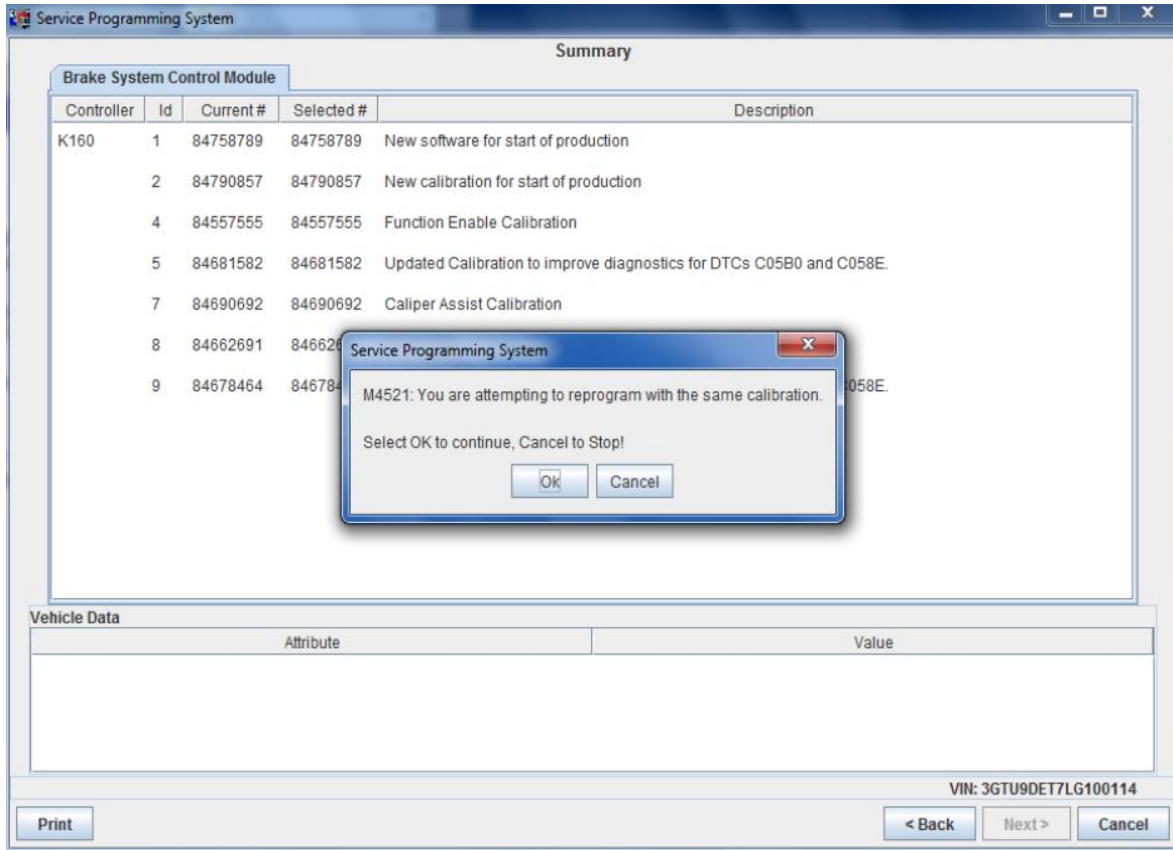 Service Programming System
Summary
Brake System Control Module
Controller Id Current # Selected # Description
K160 1 84758789 84758789 New software for start of production
2 84790857 84790857 New calibration for start of production
4 84557555 84557555 Function Enable Calibration
5 84681582 84681582 Updated Calibration to improve diagnostics for DTCs C05B0 and C058E.
7 84690692 84690692 Caliper Assist Calibration
8 84662691
9 84678464 058E.
Service Programming System
M4521: You are attempting to reprogram with the same calibration.
Select OK to continue, Cancel to Stop!
Ok Cancel
Vehicle Data
Attribute Value
VIN: 3GTU9DET7LG100114
Print < Back Next > Cancel